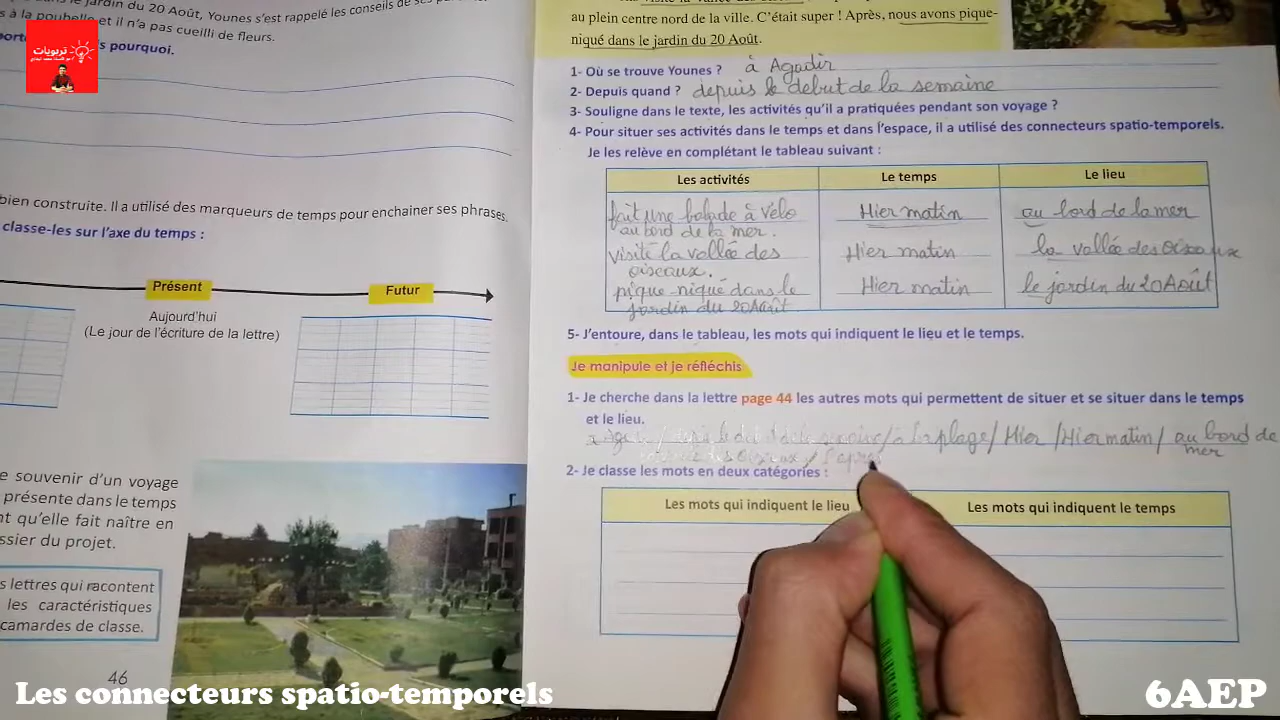 jardin du 20 Août, Younes s'est rappelé les conseils de
à la poubelle et il n'a pas cueilli de fleurs.
pourquoi.
تربويات
bien construite. Il a utilisé des marqueurs de temps pour enchainer ses phrases.
classe-les sur l'axe du temps :
Présent
Futur
Aujourd'hui
(Le jour de l'écriture de la lettre)
e souvenir d'un voyage
présente dans le temps
nt qu'elle fait naître en
ssier du projet.
s lettres qui racontent
les caractéristiques
camardes de classe.
46
au plein centre nord de la ville. C'était super ! Après, nous avons pique-
niqué dans le jardin du 20 Août.
1- Où se trouve Younes ? à Agadir
2- Depuis quand ? depuis le debut de la semaine
3- Souligne dans le texte, les activités qu'il a pratiquées pendant son voyage ?
4- Pour situer ses activités dans le temps et dans l'espace, il a utilisé des connecteurs spatio-temporels.
Je les relève en complétant le tableau suivant :
Les activités Le temps Le lieu
fait une balade à vélo Hier matin au bord de la mer
au bord de la mer.
visité la vallée des Hier matin la vallée des oiseaux
oiseaux.
pique-niqué dans le Hier matin le jardin du 20 Août
jardin du 20 Août
5- J'entoure, dans le tableau, les mots qui indiquent le lieu et le temps.
Je manipule et je réfléchis
1- Je cherche dans la lettre page 44 les autres mots qui permettent de situer et se situer dans le temps
et le lieu.
à la plage / Hier / Hier matin / au bord de
mer
2- Je classe les mots en deux catégories :
Les mots qui indiquent le lieu Les mots qui indiquent le temps
Les connecteurs spatio-temporels
6AEP